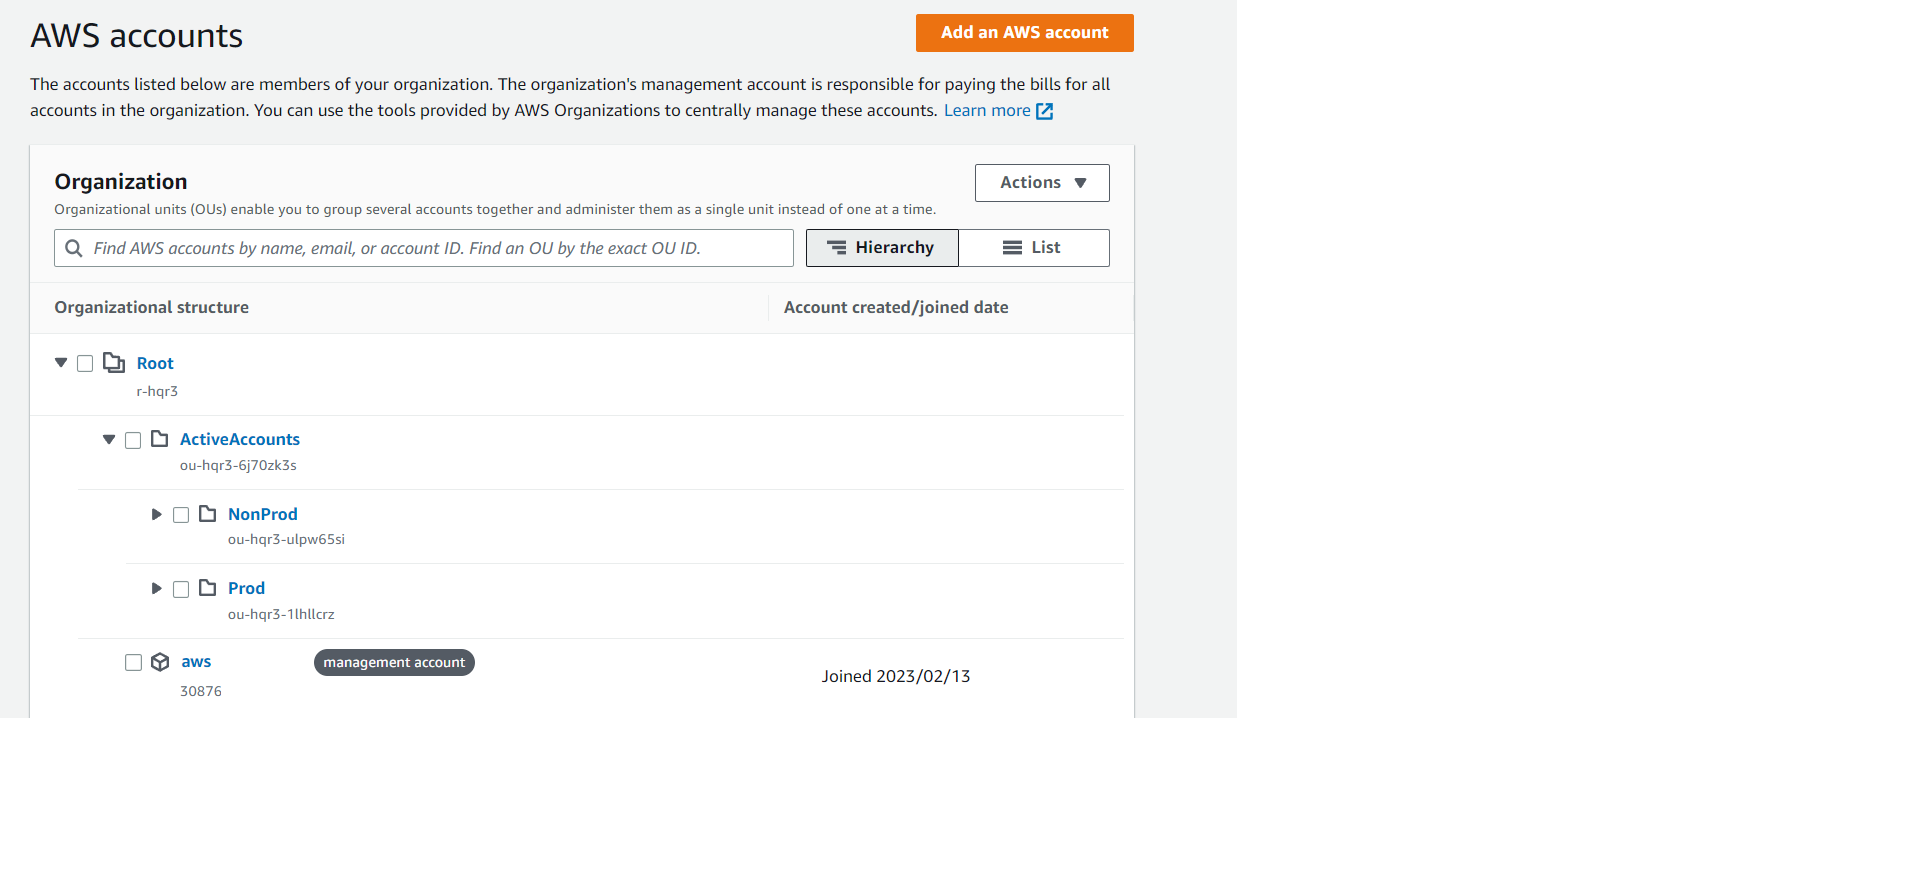 AWS accounts
Add an AWS account
The accounts listed below are members of your organization. The organization's management account is responsible for paying the bills for all
accounts in the organization. You can use the tools provided by AWS Organizations to centrally manage these accounts. Learn more
Organization
Actions
Organizational units (OUs) enable you to group several accounts together and administer them as a single unit instead of one at a time.
Find AWS accounts by name, email, or account ID. Find an OU by the exact OU ID.
Hierarchy
List
Organizational structure
Account created/joined date
Root
r-hqr3
ActiveAccounts
ou-hqr3-6j70zk3s
NonProd
ou-hqr3-ulpw65si
Prod
ou-hqr3-1lhllcrz
aws
management account
Joined 2023/02/13
30876